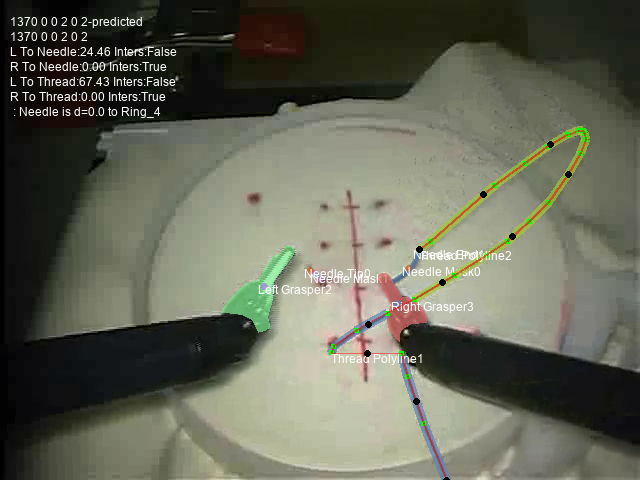 1370 0 0 2 0 2-predicted
1370 0 0 2 0 2
L To Needle:24.46 Inters:False
R To Needle:0.00 Inters:True
L To Thread:67.43 Inters:False
R To Thread:0.00 Inters:True
: Needle is d=0.0 to Ring_4
Thread Polyline2
Needle Tip0
Needle Mask0
Needle Mask1
Left Grasper2
Right Grasper3
Thread Polyline1